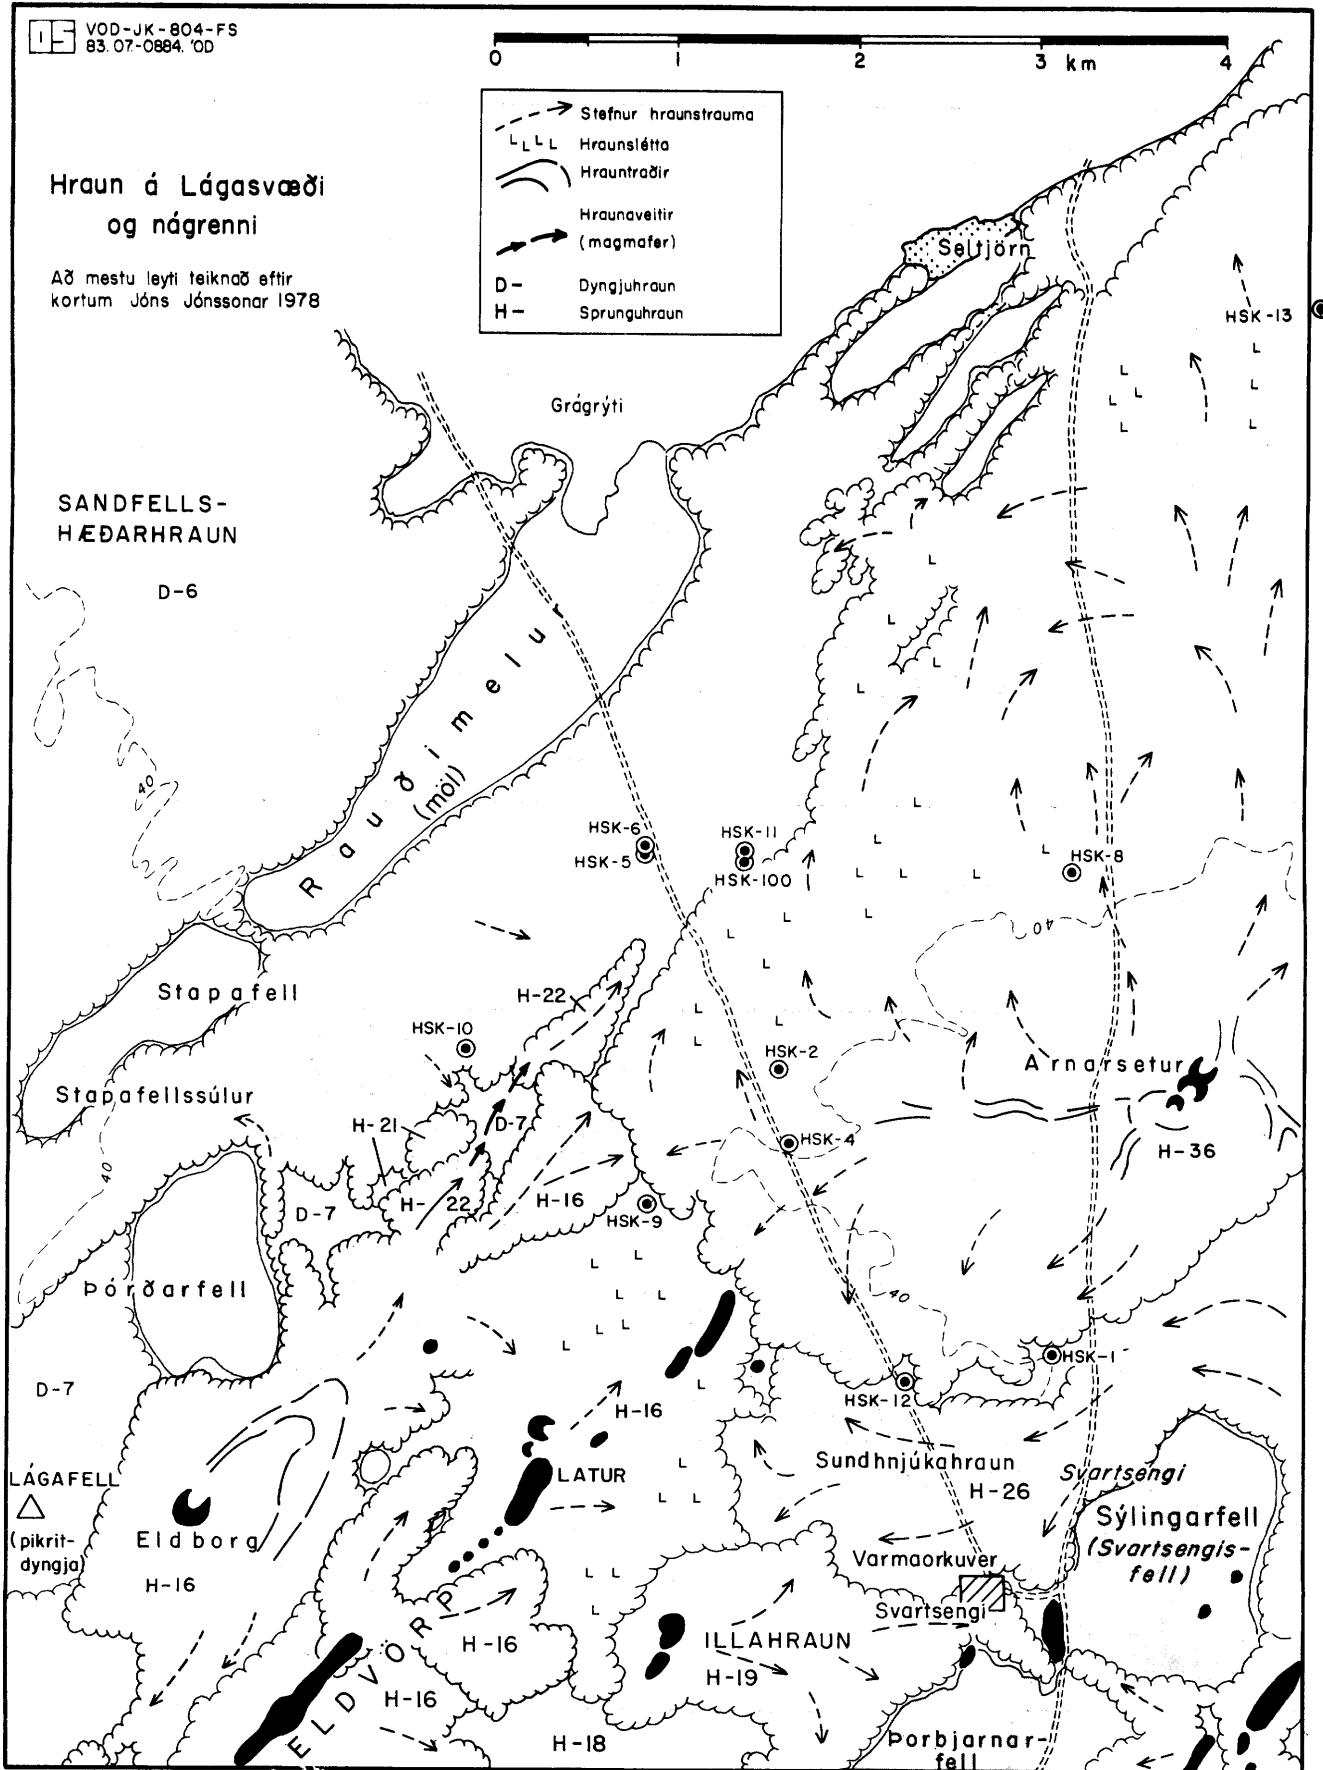 OS VOD-JK-804-FS
83.07.-0884.'OD
0 1 2 3 km 4
Stefnur hraunstrauma
L L L L Hraunslétta
Hrauntraðir
Hraunaveitir
(magmafer)
D- Dyngjuhraun
H- Sprunguhraun
Hraun á Lágasvæði
og nágrenni
Að mestu leyti teiknað eftir
kortum Jóns Jónssonar 1978
Seltjörn
HSK-13
Grágrýti
SANDFELLS-
HÆÐARHRAUN
D-6
Rauðimelur
(möl)
40
HSK-6
HSK-5
HSK-11
HSK-100
HSK-8
40
Stapafell
H-22
HSK-10
HSK-2
Arnarsetur
Stapafellssúlur
H-21
D-7
HSK-4
H-36
40
D-7
H-22
H-16
HSK-9
Þórðarfell
40
HSK-1
D-7
HSK-12
H-16
Sundhnjúkahraun
H-26
Svartsengi
LÁGAFELL
(pikrit-
dyngja)
LATUR
Eldborg
H-16
Sýlingarfell
(Svartsengis-
fell)
Varmaorkuver
Svartsengi
ELDVÖRP
H-16
ILLAHRAUN
H-19
H-16
H-18
Þorbjarnar-
fell